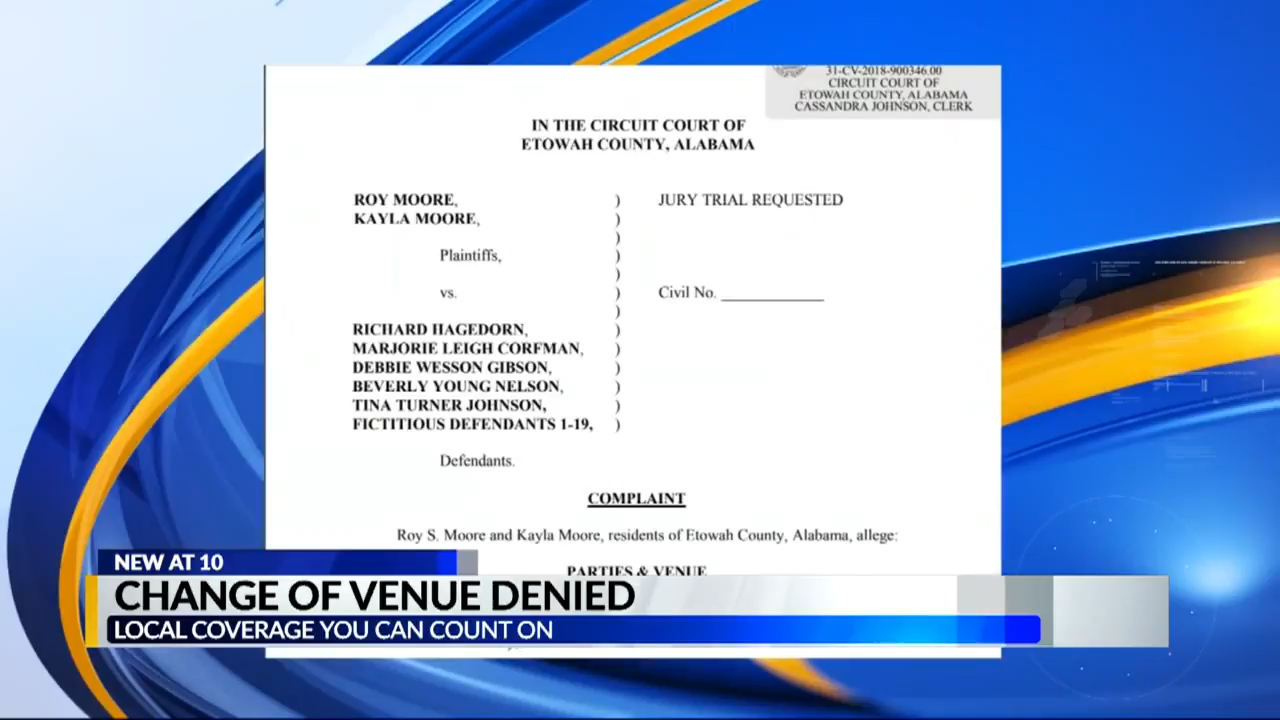 31-CV-2018-900346.00
CIRCUIT COURT OF
ETOWAH COUNTY, ALABAMA
CASSANDRA JOHNSON, CLERK
IN THE CIRCUIT COURT OF
ETOWAH COUNTY, ALABAMA
ROY MOORE, ) JURY TRIAL REQUESTED
KAYLA MOORE, )
)
Plaintiffs, )
)
vs. ) Civil No. ____________
)
RICHARD HAGEDORN, )
MARJORIE LEIGH CORFMAN, )
DEBBIE WESSON GIBSON, )
BEVERLY YOUNG NELSON, )
TINA TURNER JOHNSON, )
FICTITIOUS DEFENDANTS 1-19, )
Defendants.
COMPLAINT
Roy S. Moore and Kayla Moore, residents of Etowah County, Alabama, allege:
PARTIES & VENUE
NEW AT 10
CHANGE OF VENUE DENIED
LOCAL COVERAGE YOU CAN COUNT ON